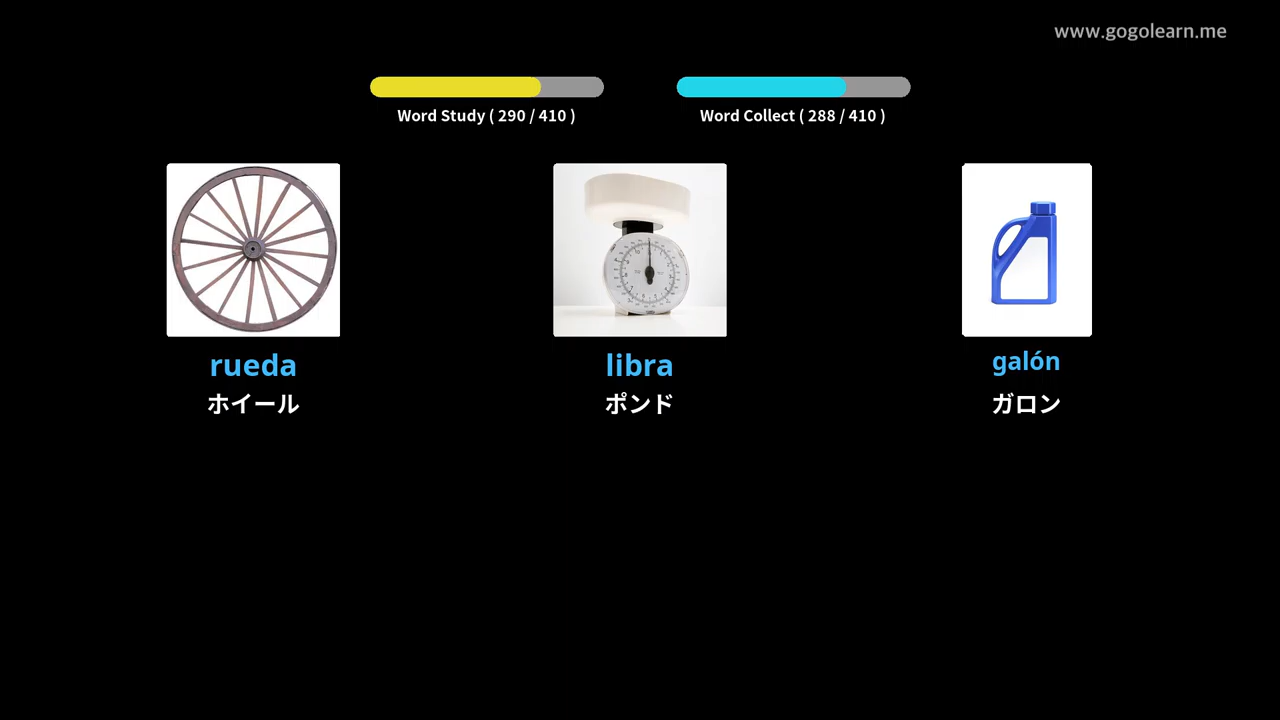 www.gogolearn.me
Word Study ( 290 / 410 )
Word Collect ( 288 / 410 )
rueda
ホイール
libra
ポンド
galón
ガロン